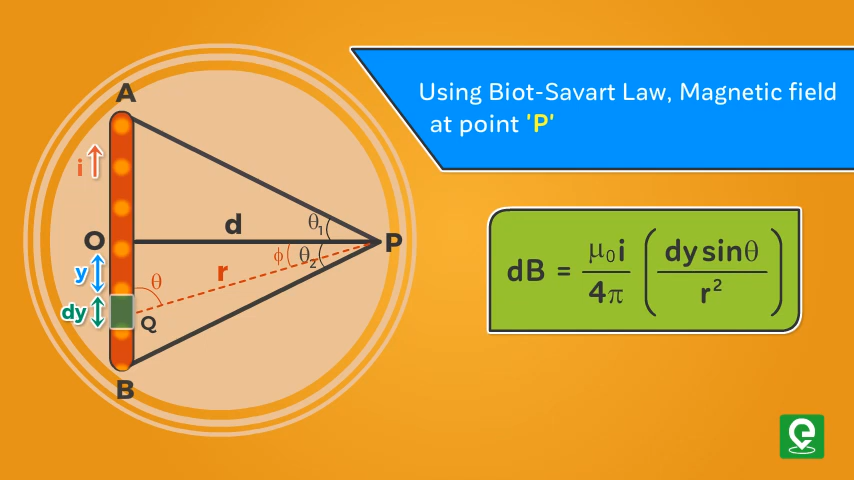 Using Biot-Savart Law, Magnetic field
at point 'P'
A
i
θ₁
O
d
P
ϕ
θ₂
y
r
θ
dy
Q
B
dB = μ₀i / 4π ( dy sinθ / r² )